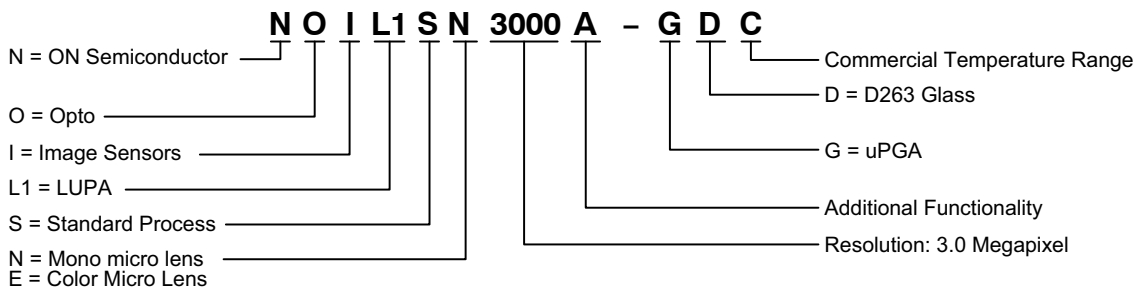 N O I L1 S N 3000 A – G D C
N = ON Semiconductor
O = Opto
I = Image Sensors
L1 = LUPA
S = Standard Process
N = Mono micro lens
E = Color Micro Lens
Commercial Temperature Range
D = D263 Glass
G = uPGA
Additional Functionality
Resolution: 3.0 Megapixel